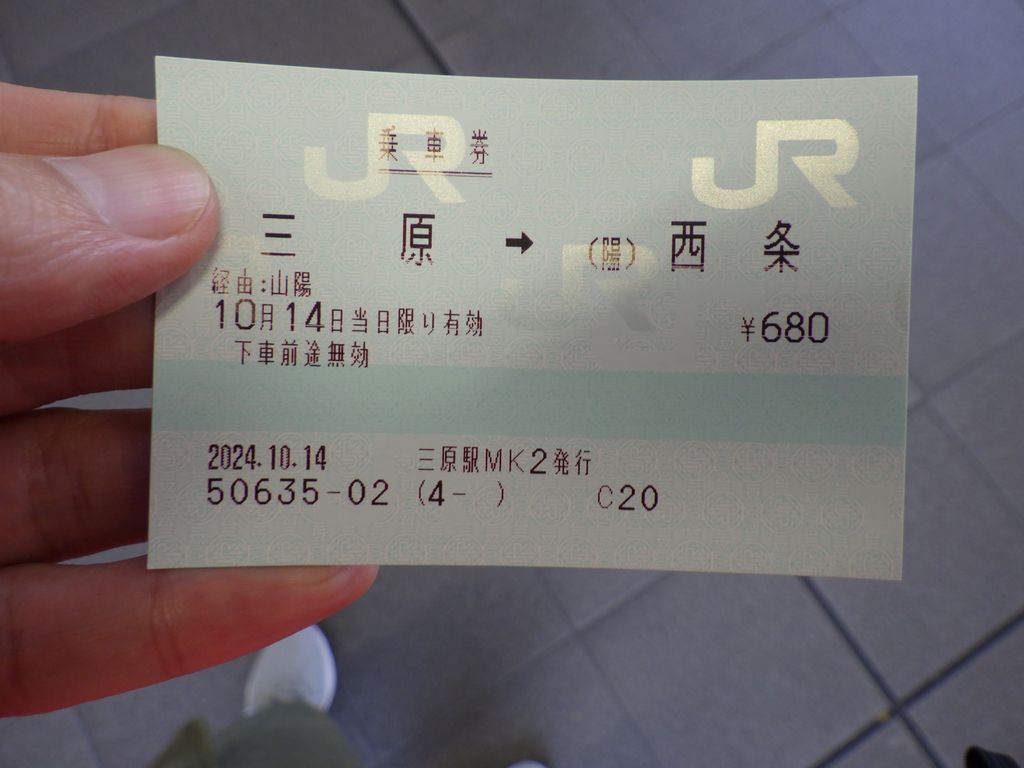 JR JR
乗車券
三原 → (陽)西条
JR
経由:山陽
10月14日当日限り有効 ¥680
下車前途無効
2024.10.14 三原駅MK2発行
50635-02 (4- ) C20